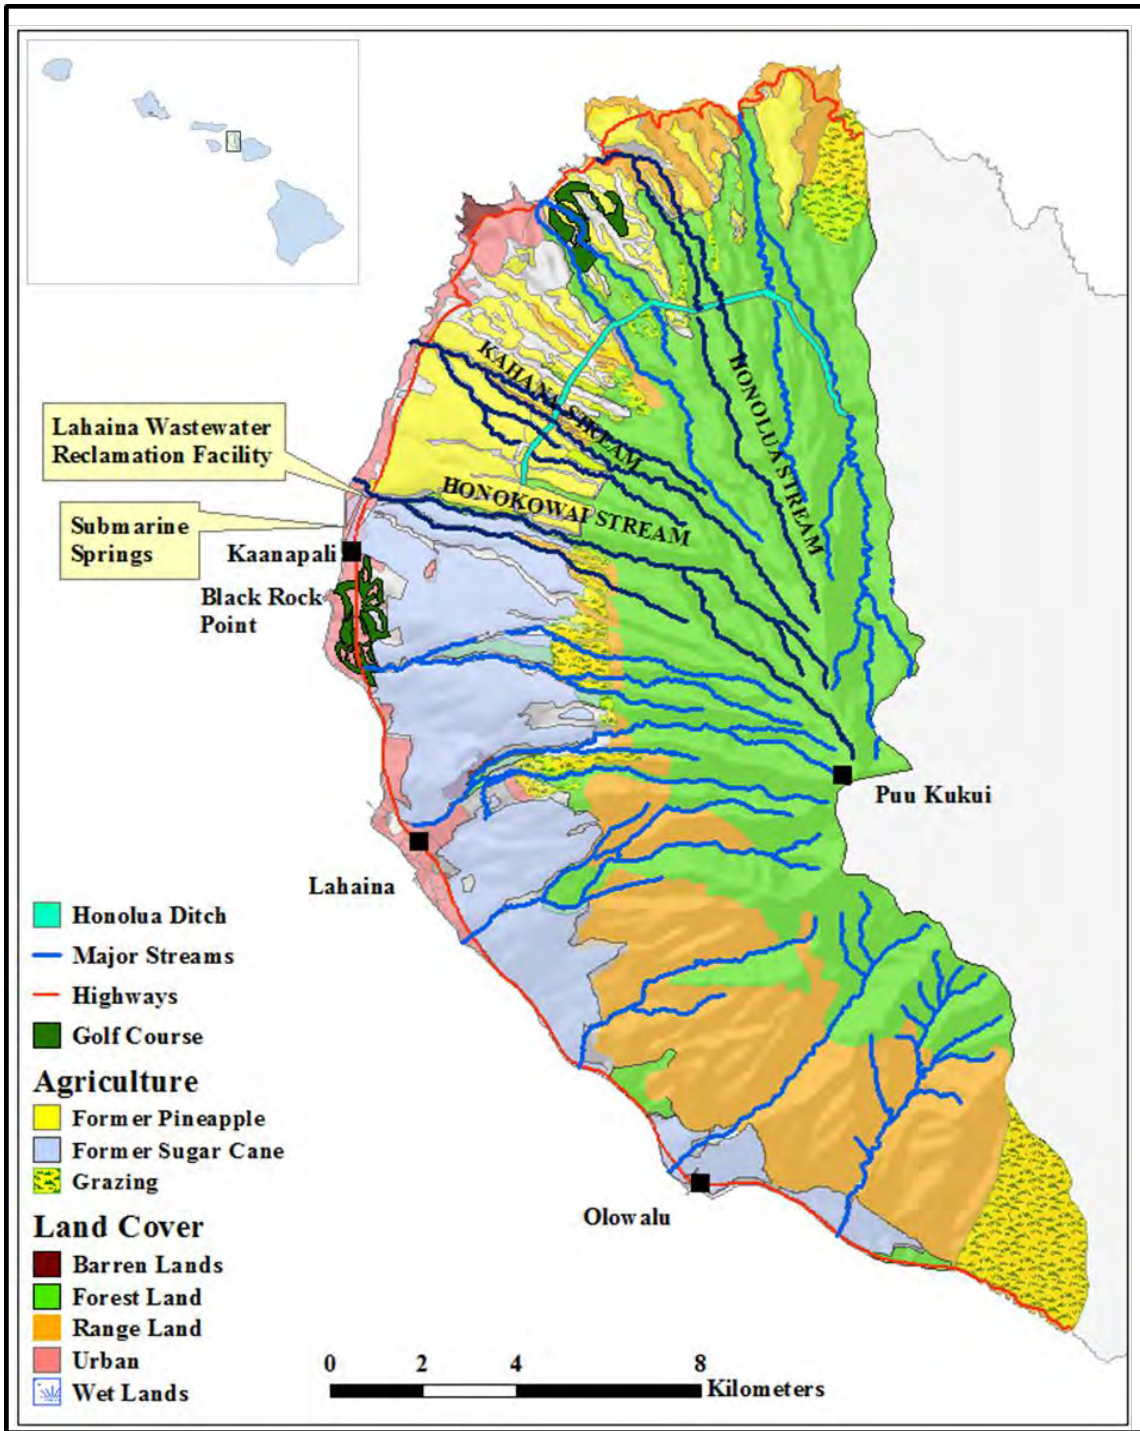 KAHANA STREAM
HONOLUA STREAM
Lahaina Wastewater
Reclamation Facility
HONOKOWAI STREAM
Submarine
Springs
Kaanapali
Black Rock
Point
Puu Kukui
Lahaina
Honolua Ditch
Major Streams
Highways
Golf Course
Agriculture
Former Pineapple
Former Sugar Cane
Grazing
Olowalu
Land Cover
Barren Lands
Forest Land
Range Land
Urban
Wet Lands
0 2 4 8
Kilometers